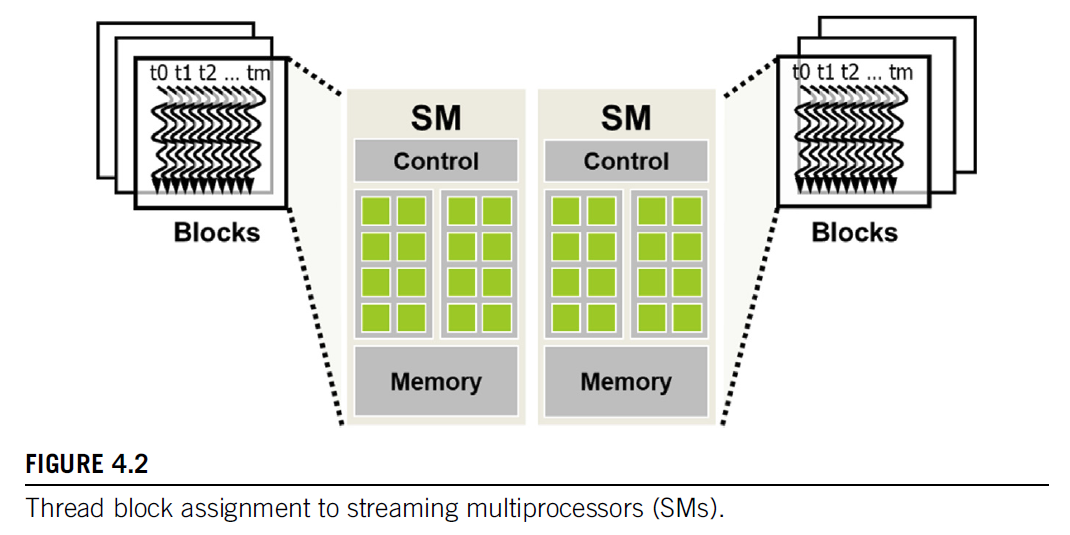 t0 t1 t2 ... tm
Blocks
SM
Control
Memory
SM
Control
Memory
t0 t1 t2 ... tm
Blocks
FIGURE 4.2
Thread block assignment to streaming multiprocessors (SMs).